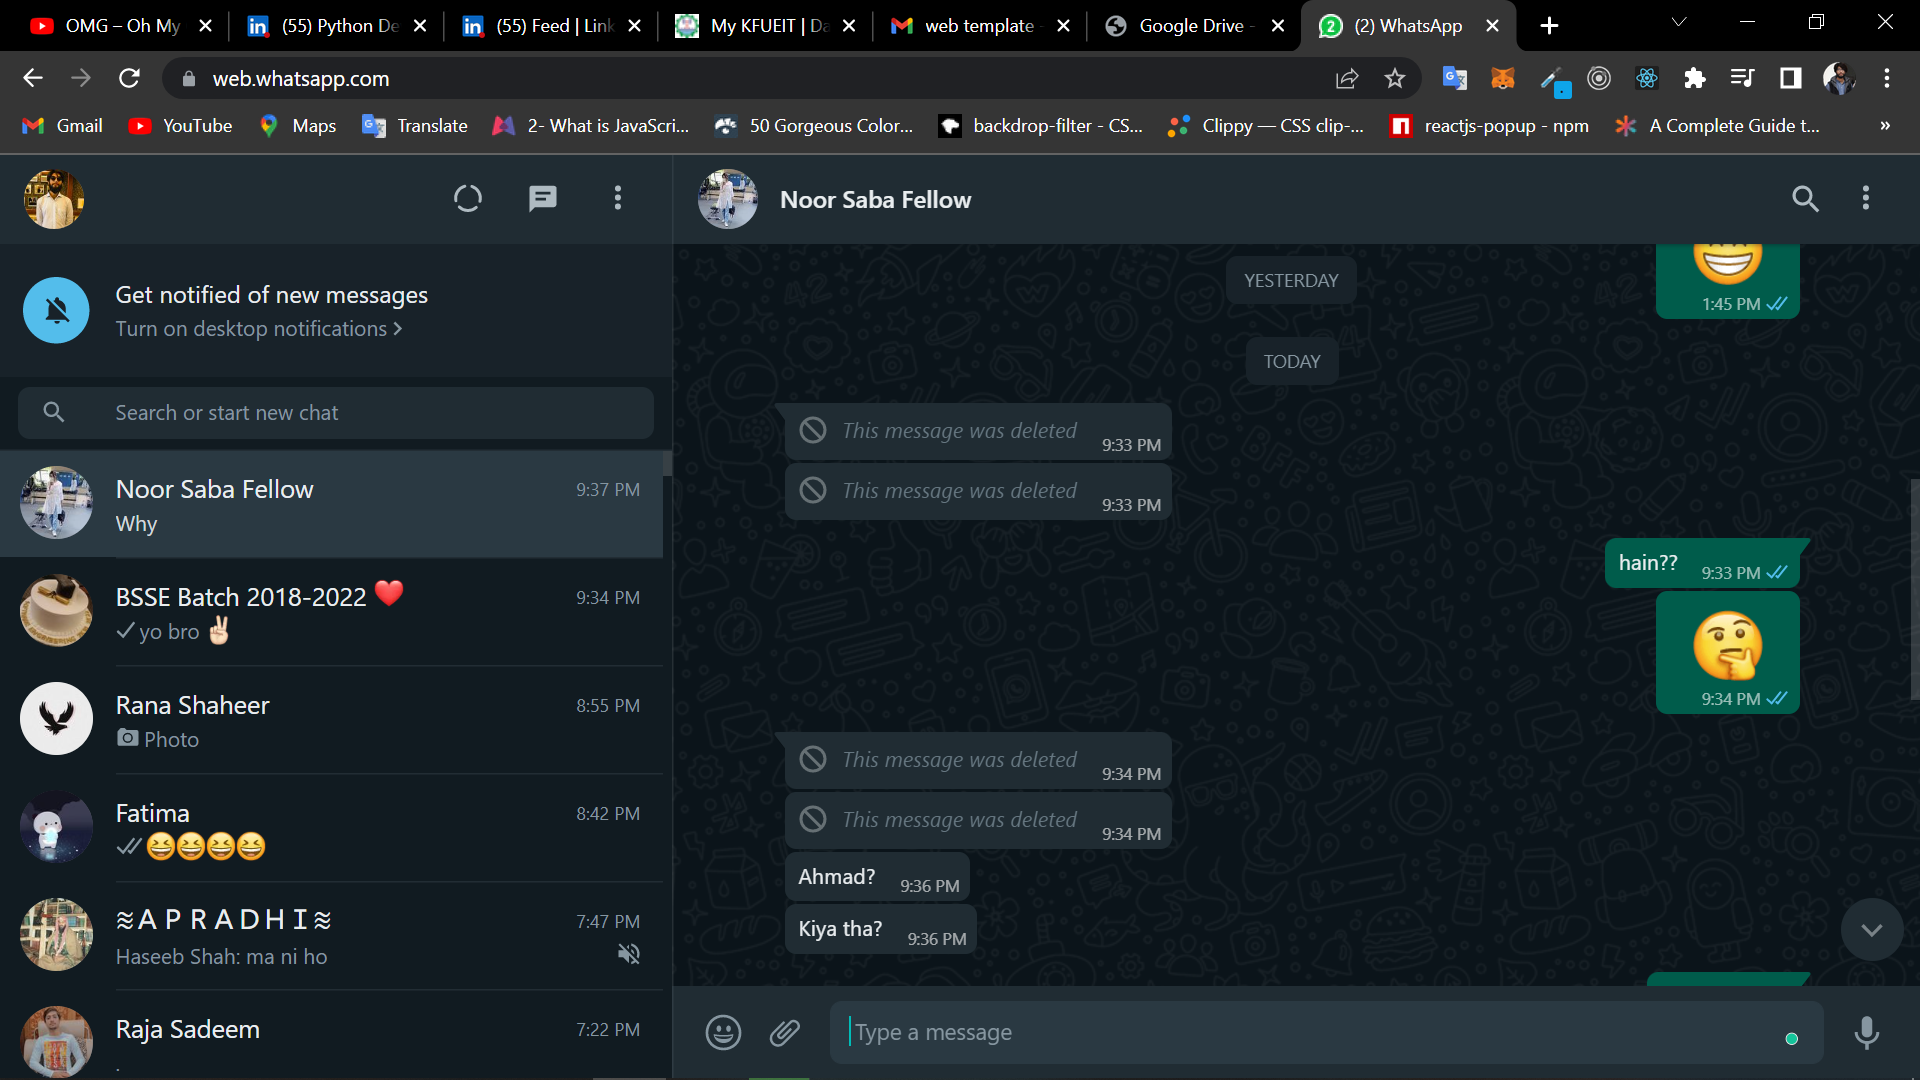 OMG – Oh My
(55) Python De
(55) Feed | Link
My KFUEIT | Da
web template -
Google Drive -
(2) WhatsApp
web.whatsapp.com
Gmail
YouTube
Maps
Translate
2- What is JavaScri...
50 Gorgeous Color...
backdrop-filter - CS...
Clippy — CSS clip-...
reactjs-popup - npm
A Complete Guide t...
»
Get notified of new messages
Turn on desktop notifications >
Search or start new chat
Noor Saba Fellow 9:37 PM
Why
BSSE Batch 2018-2022 ❤️ 9:34 PM
yo bro ✌🏻
Rana Shaheer 8:55 PM
Photo
Fatima 8:42 PM
😆😆😆😆
≋A P R A D H I≋ 7:47 PM
Haseeb Shah: ma ni ho
Raja Sadeem 7:22 PM
.
Noor Saba Fellow
1:45 PM
YESTERDAY
TODAY
This message was deleted 9:33 PM
This message was deleted 9:33 PM
hain?? 9:33 PM
🤔
9:34 PM
This message was deleted 9:34 PM
This message was deleted 9:34 PM
Ahmad? 9:36 PM
Kiya tha? 9:36 PM
Type a message